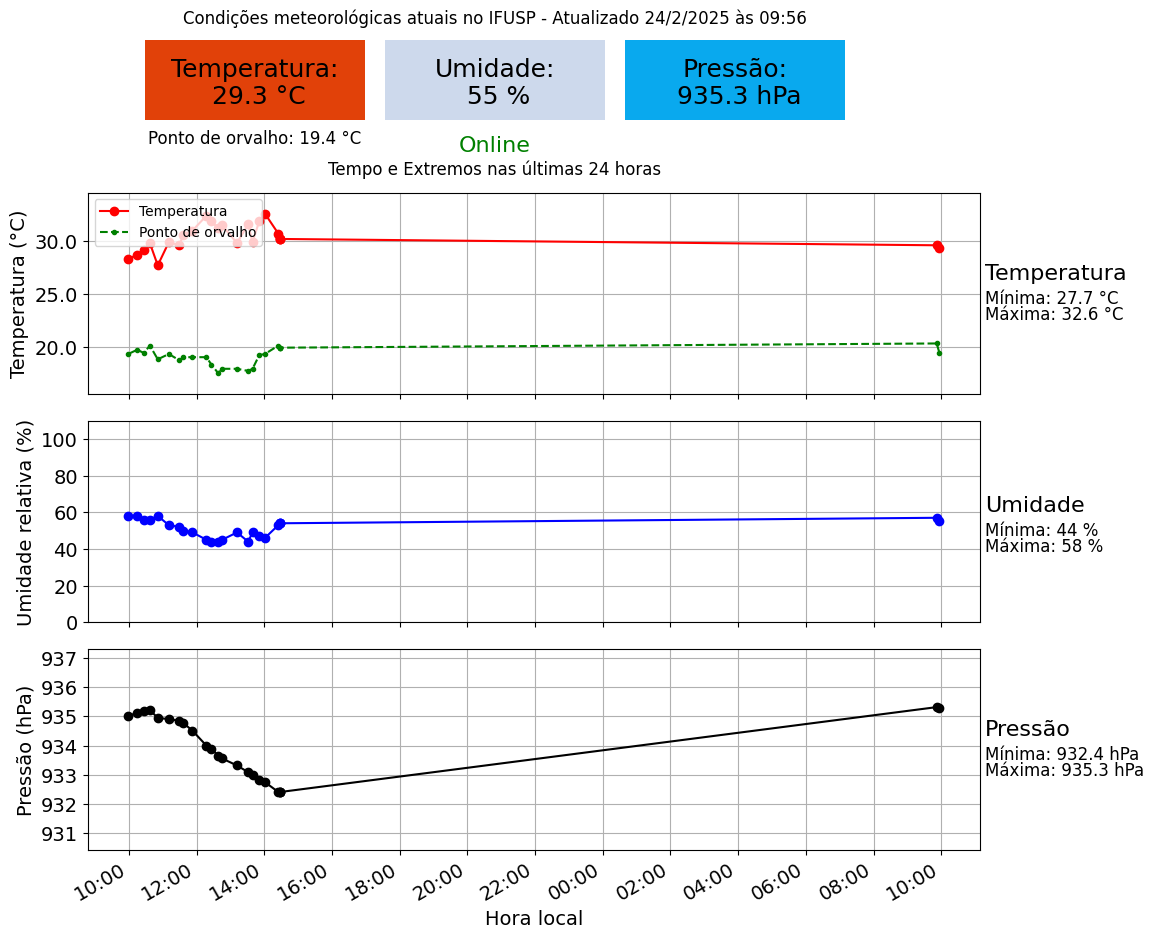 Condições meteorológicas atuais no IFUSP - Atualizado 24/2/2025 às 09:56
Temperatura:
29.3 °C
Umidade:
55 %
Pressão:
935.3 hPa
Ponto de orvalho: 19.4 °C
Online
Tempo e Extremos nas últimas 24 horas
Temperatura (°C)
30.0
25.0
20.0
Temperatura
Ponto de orvalho
Temperatura
Mínima: 27.7 °C
Máxima: 32.6 °C
Umidade relativa (%)
100
80
60
40
20
0
Umidade
Mínima: 44 %
Máxima: 58 %
Pressão (hPa)
937
936
935
934
933
932
931
Pressão
Mínima: 932.4 hPa
Máxima: 935.3 hPa
10:00
12:00
14:00
16:00
18:00
20:00
22:00
00:00
02:00
04:00
06:00
08:00
10:00
Hora local